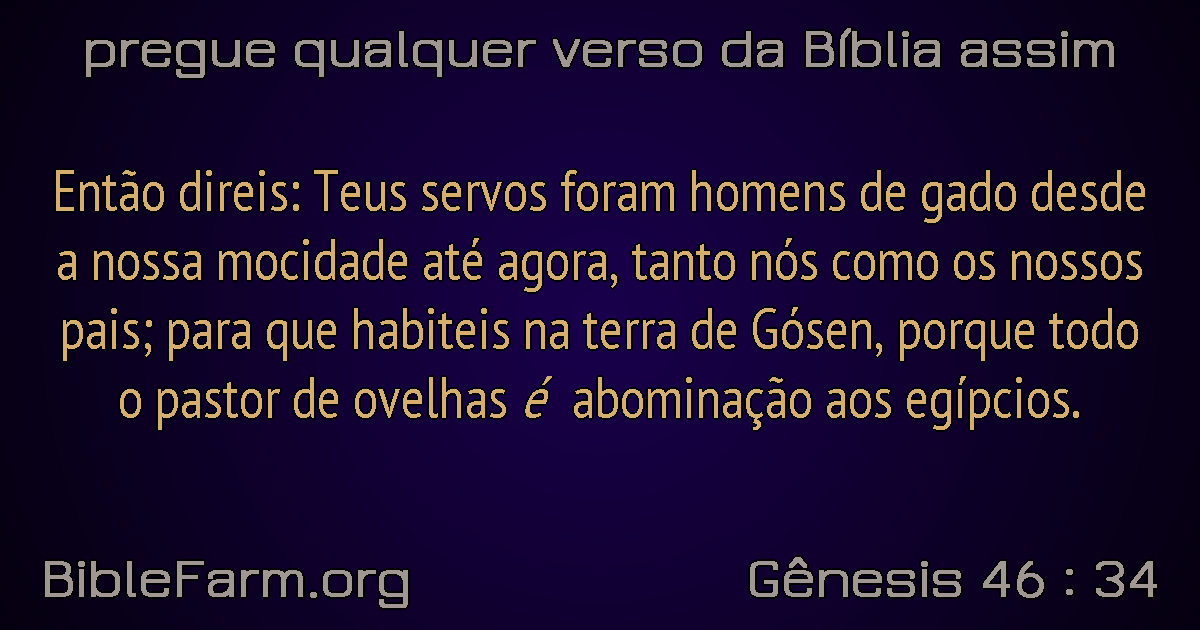 pregue qualquer verso da Bíblia assim
Então direis: Teus servos foram homens de gado desde
a nossa mocidade até agora, tanto nós como os nossos
pais; para que habiteis na terra de Gósen, porque todo
o pastor de ovelhas é abominação aos egípcios.
BibleFarm.org
Gênesis 46 : 34